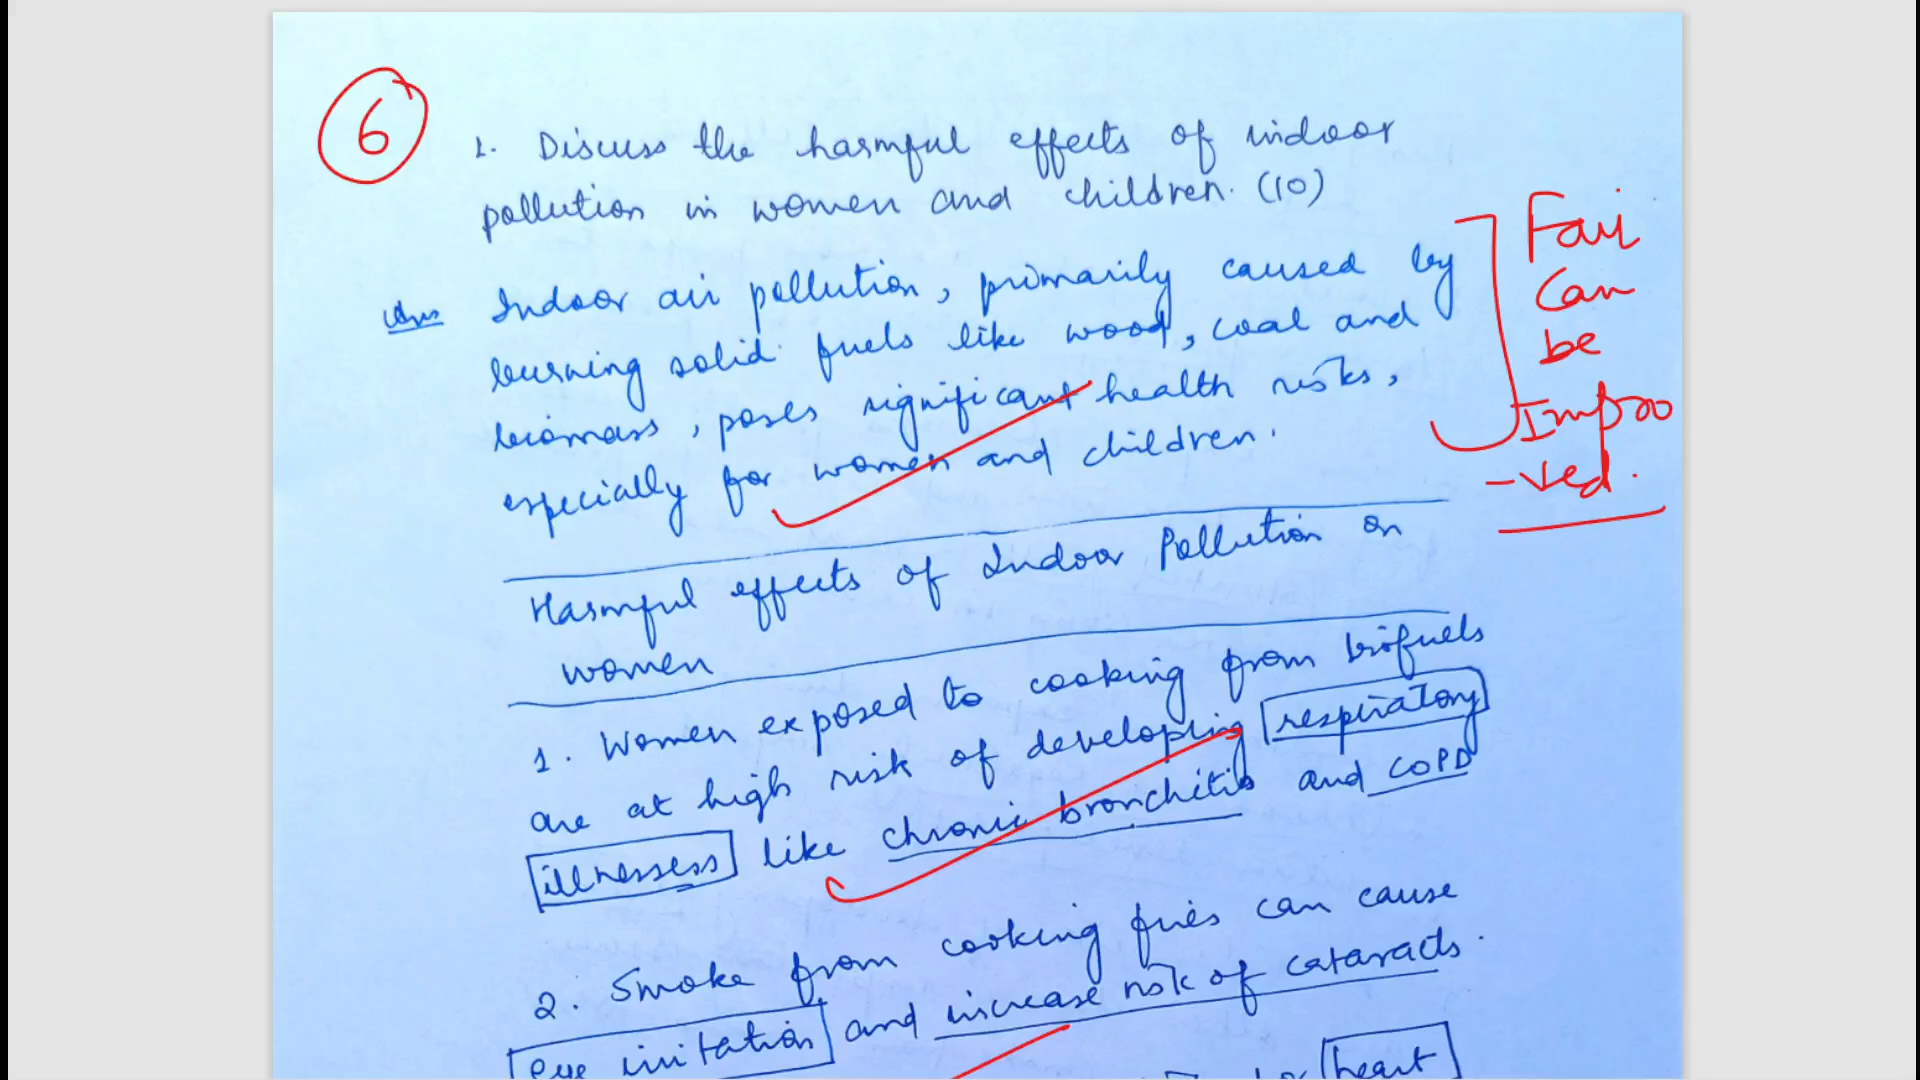 6
1. Discuss the harmful effects of indoor
pollution in women and children. (10)
Ans Indoor air pollution, primarily caused by
burning solid fuels like wood, coal and
biomass, poses significant health risks,
especially for women and children.
Fair
Can
be
Impro
-ved.
Harmful effects of Indoor Pollution on
women
1. Women exposed to cooking from biofuels
are at high risk of developing respiratory
illnessess like chronic bronchitis and COPD
2. Smoke from cooking fires can cause
eye irritation and increase risk of cataracts.
heart